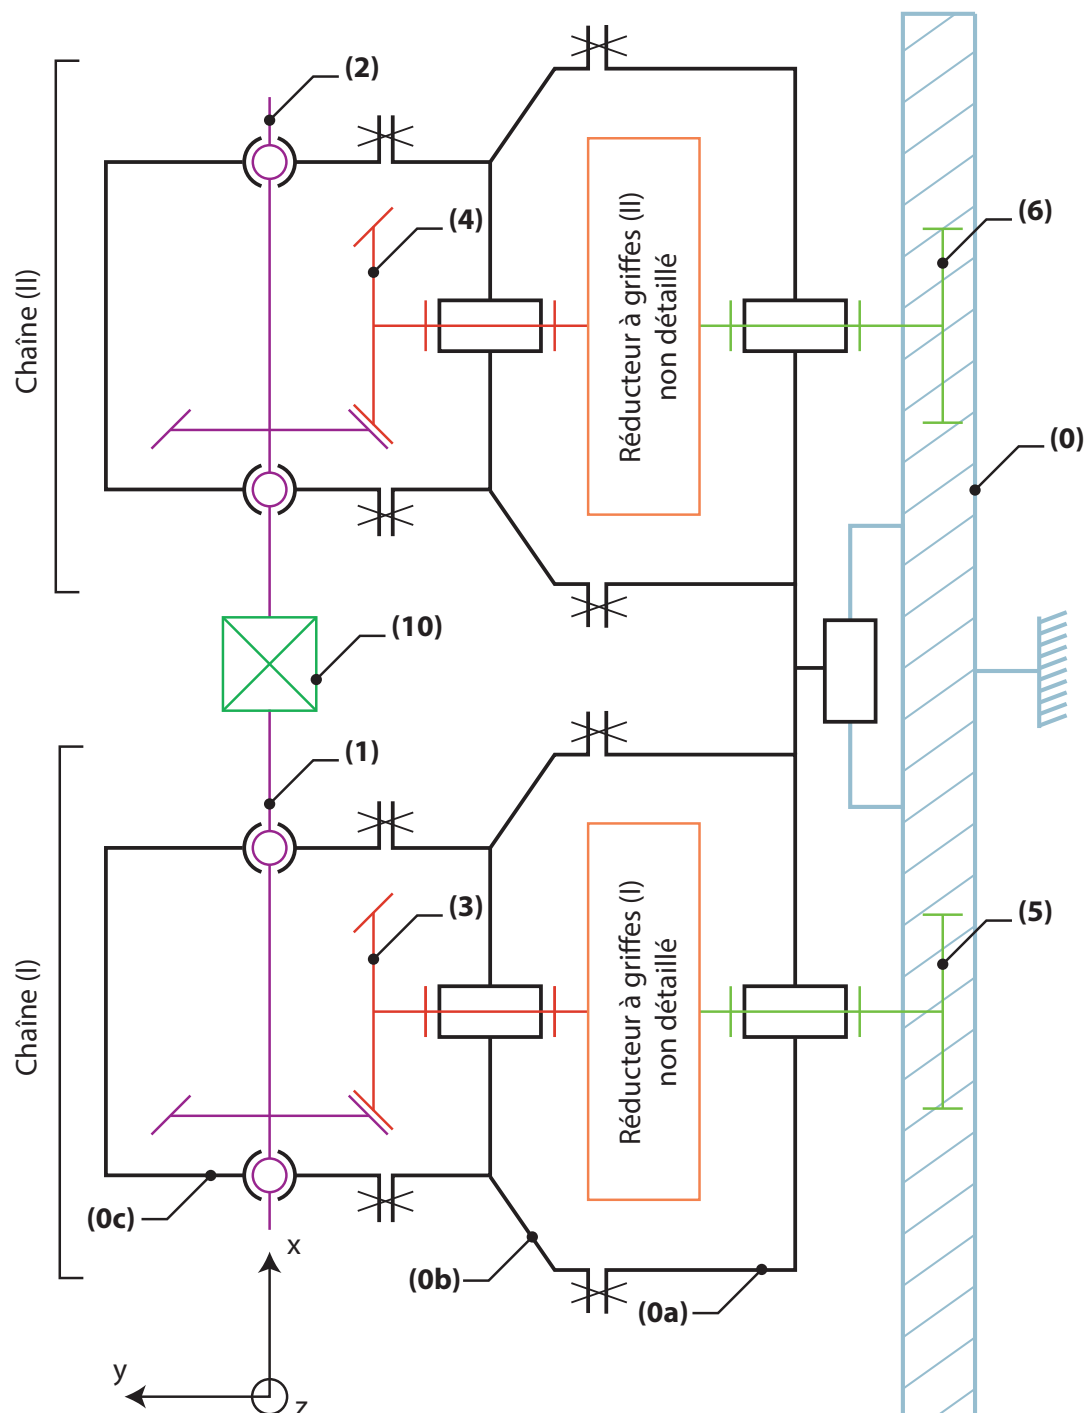 (2)
(4)
(6)
Chaîne (II)
Réducteur à griffes (II)
non détaillé
(0)
(10)
(1)
(3)
(5)
Chaîne (I)
Réducteur à griffes (I)
non détaillé
(0c)
x
(0b)
(0a)
y
z